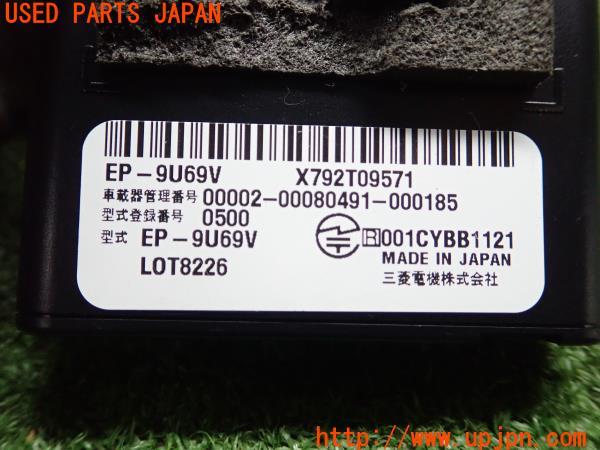 USED PARTS JAPAN
EP-9U69V X792T09571
車載器管理番号 00002-00080491-000185
型式登録番号 0500
型式 EP-9U69V
R 001CYBB1121
LOT8226
MADE IN JAPAN
三菱電機株式会社
http://www.upjpn.com/